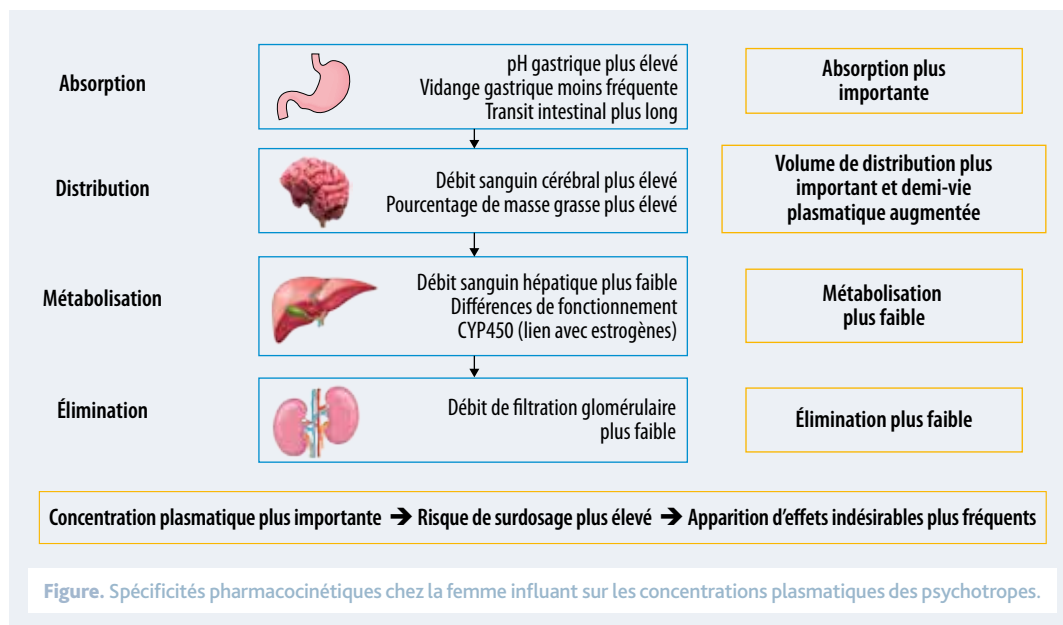 Absorption
pH gastrique plus élevé
Vidange gastrique moins fréquente
Transit intestinal plus long
Absorption plus
importante
Distribution
Débit sanguin cérébral plus élevé
Pourcentage de masse grasse plus élevé
Volume de distribution plus
important et demi-vie
plasmatique augmentée
Métabolisation
Débit sanguin hépatique plus faible
Différences de fonctionnement
CYP450 (lien avec estrogènes)
Métabolisation
plus faible
Élimination
Débit de filtration glomérulaire
plus faible
Élimination plus faible
Concentration plasmatique plus importante ➔ Risque de surdosage plus élevé ➔ Apparition d’effets indésirables plus fréquents
Figure. Spécificités pharmacocinétiques chez la femme influant sur les concentrations plasmatiques des psychotropes.